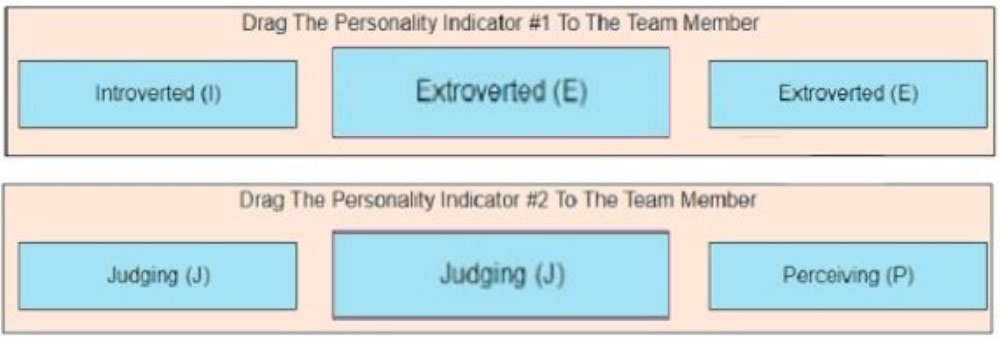 Drag The Personality Indicator #1 To The Team Member
Introverted (I)
Extroverted (E)
Extroverted (E)
Drag The Personality Indicator #2 To The Team Member
Judging (J)
Judging (J)
Perceiving (P)